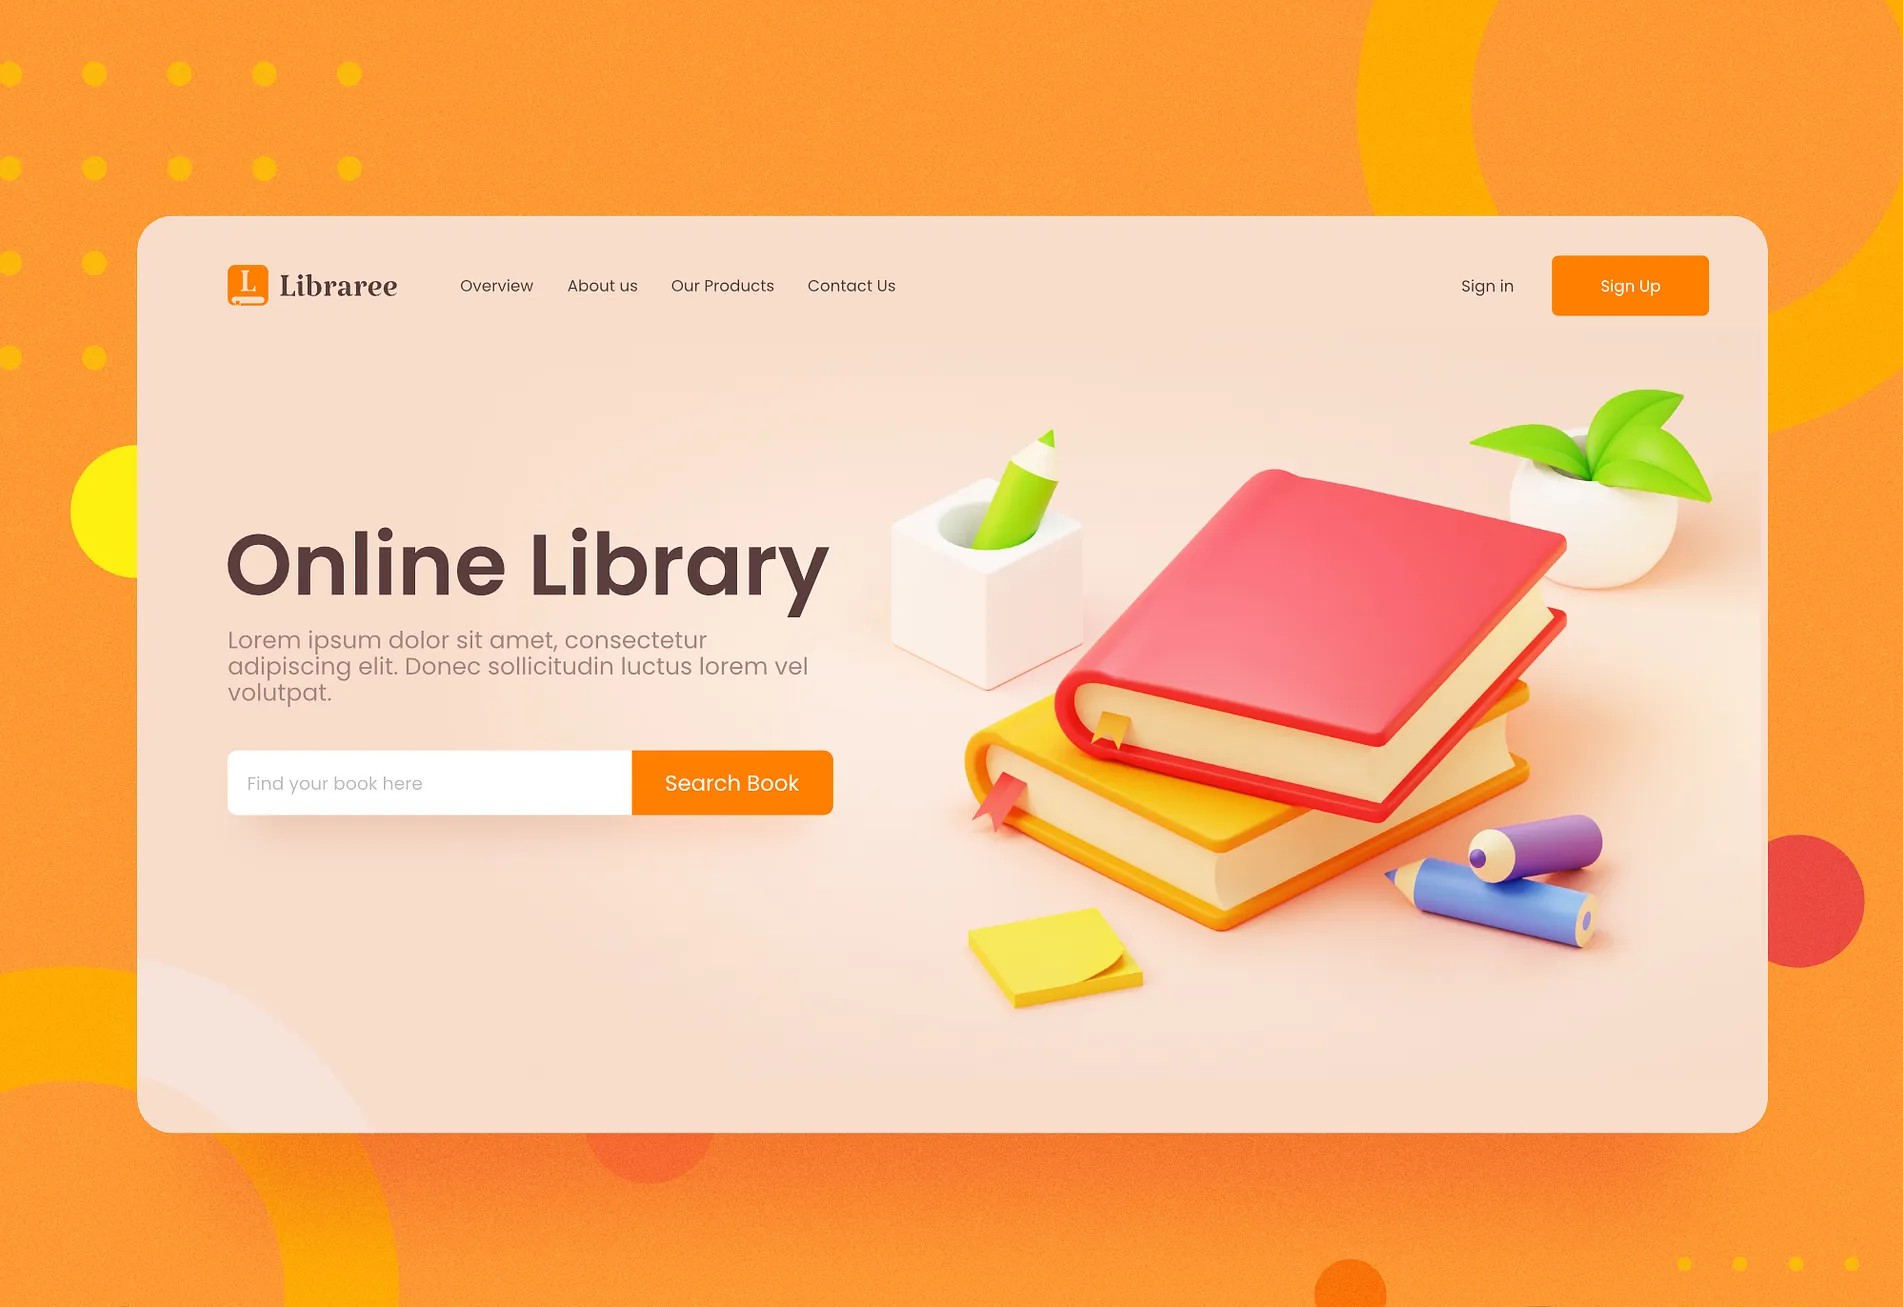 L
Libraree
Overview
About us
Our Products
Contact Us
Sign in
Sign Up
Online Library
Lorem ipsum dolor sit amet, consectetur
adipiscing elit. Donec sollicitudin luctus lorem vel
volutpat.
Find your book here
Search Book